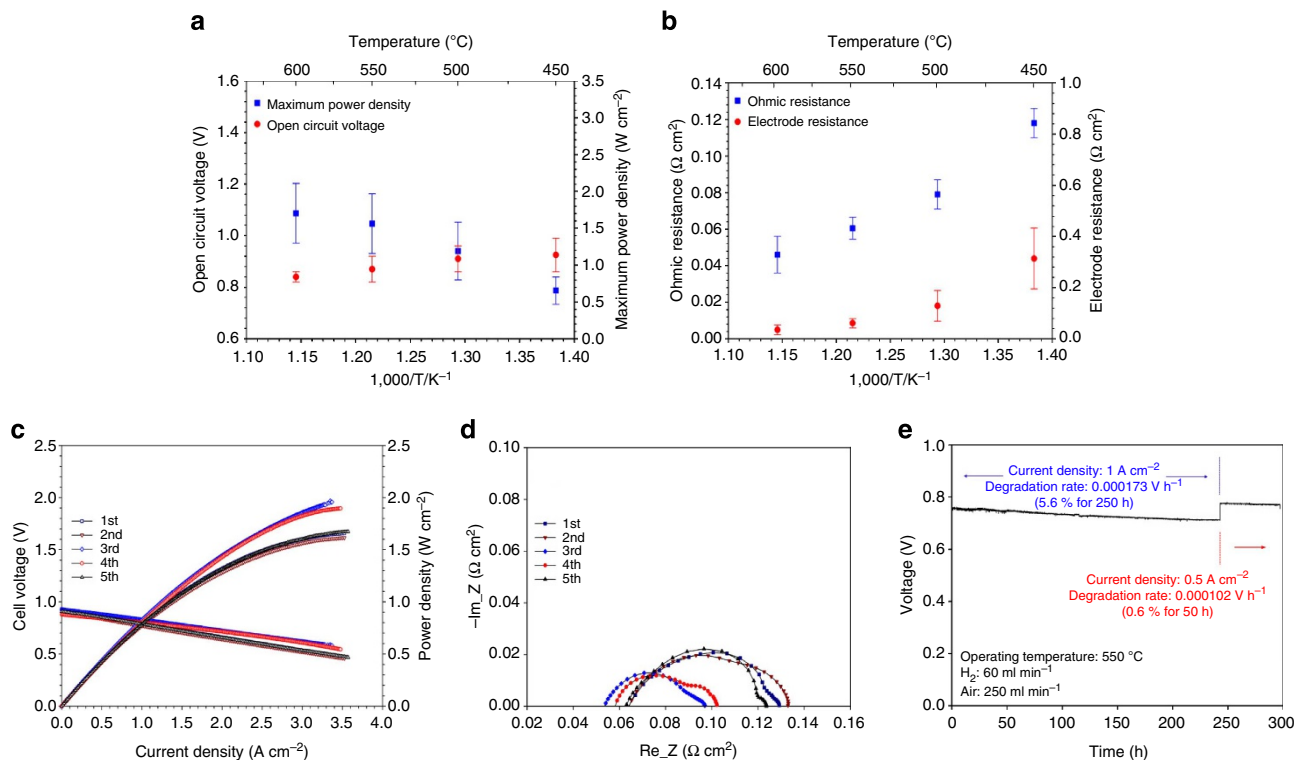 a
Temperature (°C)
600 550 500 450
1.6
1.4
1.2
1.0
0.8
0.6
Open circuit voltage (V)
Maximum power density
Open circuit voltage
3.5
3.0
2.5
2.0
1.5
1.0
0.5
0.0
Maximum power density (W cm−2)
1.10 1.15 1.20 1.25 1.30 1.35 1.40
1,000/T/K−1
b
Temperature (°C)
600 550 500 450
0.14
0.12
0.10
0.08
0.06
0.04
0.02
0.00
Ohmic resistance (Ω cm2)
Ohmic resistance
Electrode resistance
1.0
0.8
0.6
0.4
0.2
0.0
Electrode resistance (Ω cm2)
1.10 1.15 1.20 1.25 1.30 1.35 1.40
1,000/T/K−1
c
2.5
2.0
1.5
1.0
0.5
0.0
Cell voltage (V)
1st
2nd
3rd
4th
5th
2.5
2.0
1.5
1.0
0.5
0.0
Power density (W cm−2)
0.0 0.5 1.0 1.5 2.0 2.5 3.0 3.5 4.0
Current density (A cm−2)
d
0.10
0.08
0.06
0.04
0.02
0.00
−Im_Z (Ω cm2)
1st
2nd
3rd
4th
5th
0.02 0.04 0.06 0.08 0.10 0.12 0.14 0.16
Re_Z (Ω cm2)
e
1.0
0.8
0.6
0.4
0.2
0.0
Voltage (V)
Current density: 1 A cm−2
Degradation rate: 0.000173 V h−1
(5.6 % for 250 h)
Current density: 0.5 A cm−2
Degradation rate: 0.000102 V h−1
(0.6 % for 50 h)
Operating temperature: 550 °C
H2: 60 ml min−1
Air: 250 ml min−1
0 50 100 150 200 250 300
Time (h)